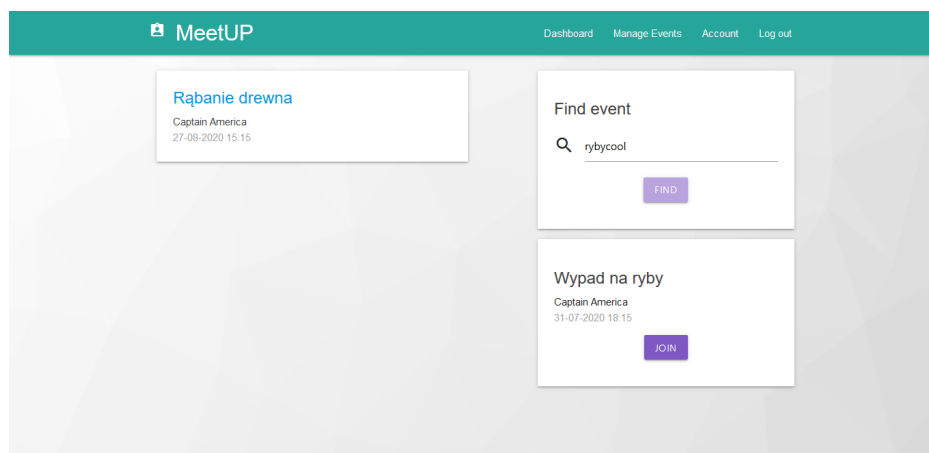 MeetUP
Dashboard Manage Events Account Log out
Rąbanie drewna
Captain America
27-08-2020 15:15
Find event
rybycool
FIND
Wypad na ryby
Captain America
31-07-2020 18:15
JOIN